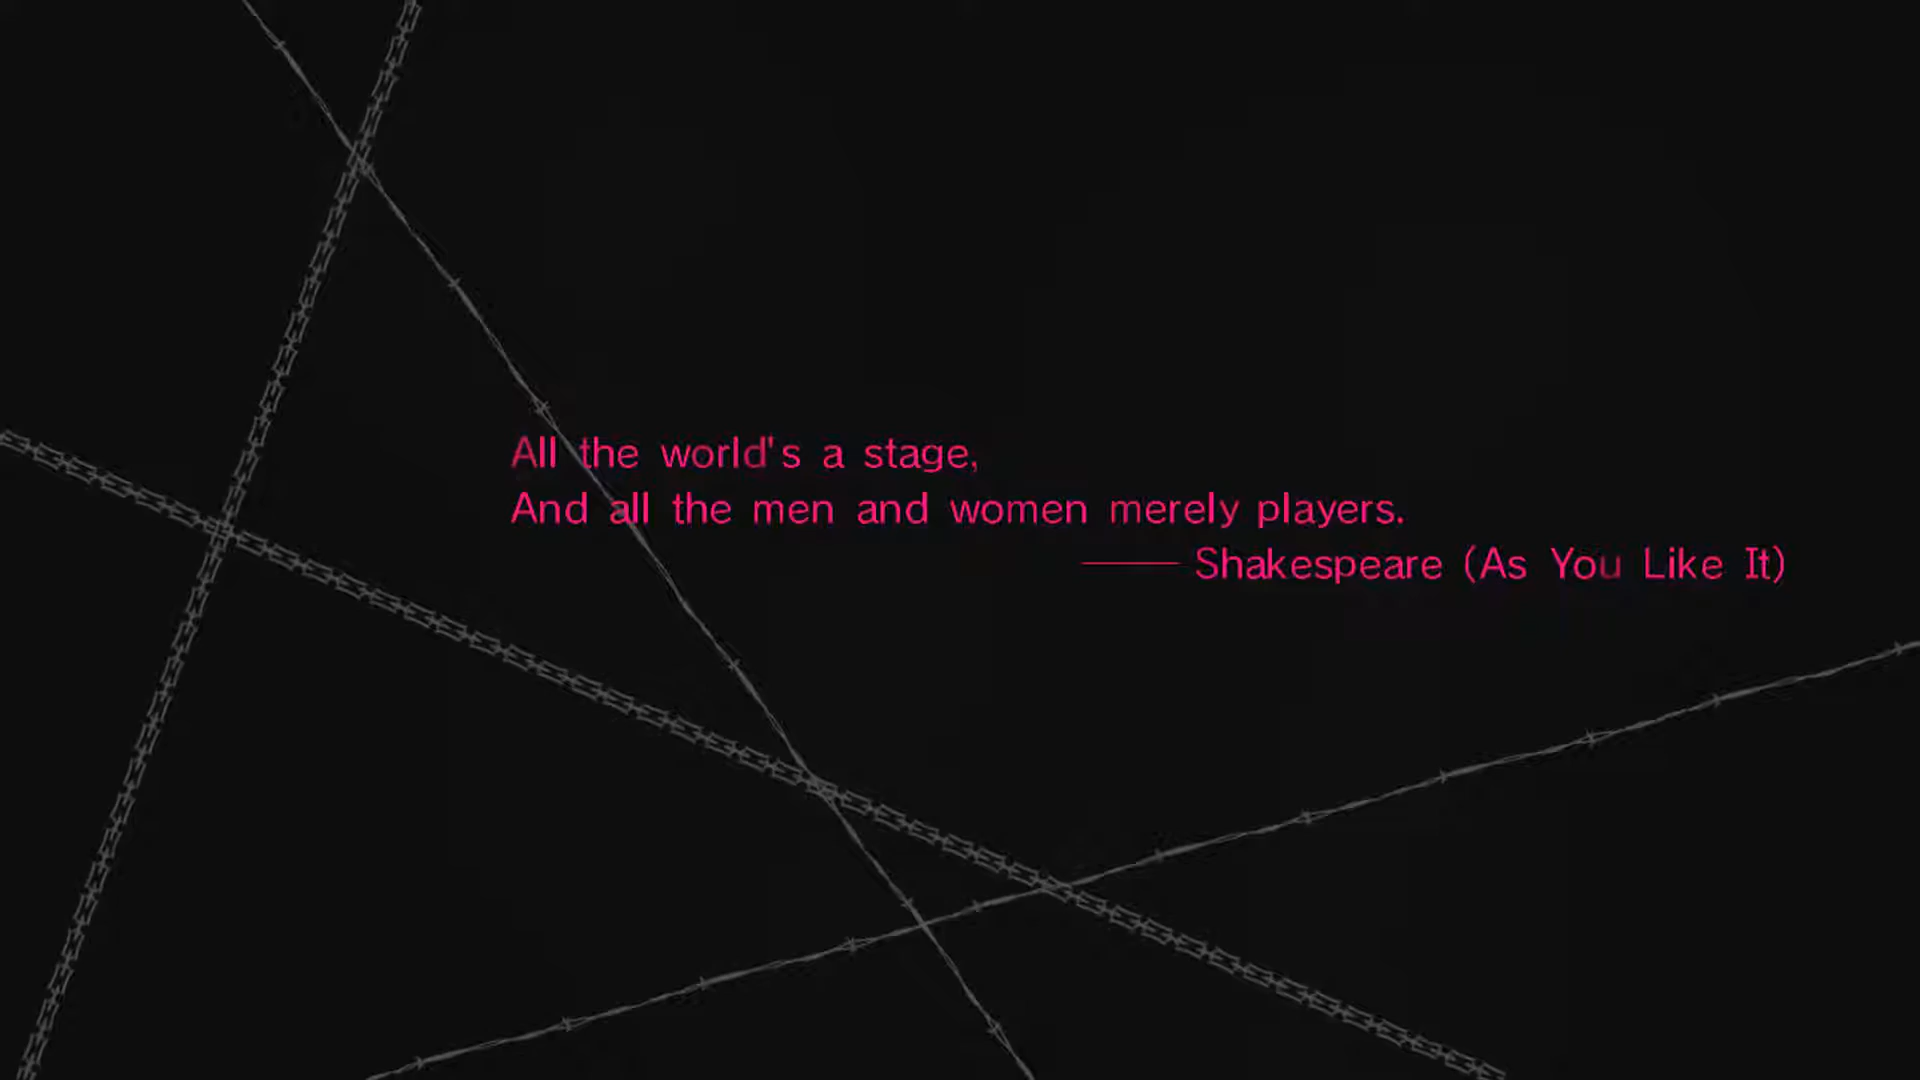 All the world's a stage,
And all the men and women merely players.
—— Shakespeare (As You Like It)